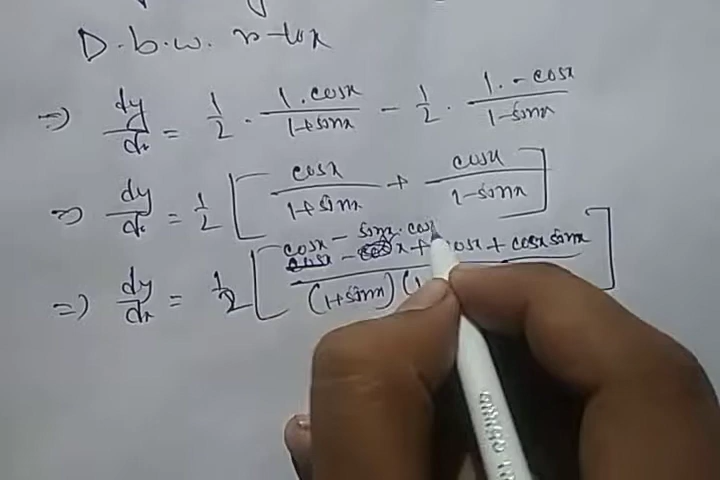 D.b.w. r to x
=> dy/dx = 1/2 · 1·cosx/1+sinx - 1/2 · 1·-cosx/1-sinx
=> dy/dx = 1/2 [ cosx/1+sinx + cosx/1-sinx ]
=> dy/dx = 1/2 [ cosx - sinx·cosx + cosx + cosx sinx/(1+sinx)(1